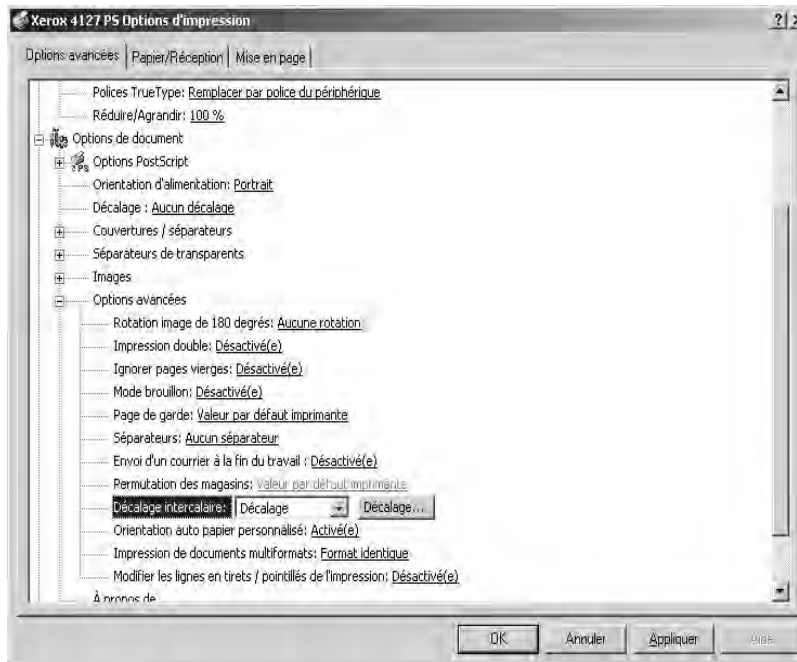 Xerox 4127 PS Options d'impression
Options avancées Papier/Réception Mise en page
Polices TrueType: Remplacer par police du périphérique
Réduire/Agrandir: 100 %
Options de document
Options PostScript
Orientation d'alimentation: Portrait
Décalage : Aucun décalage
Couvertures / séparateurs
Séparateurs de transparents
Images
Options avancées
Rotation image de 180 degrés: Aucune rotation
Impression double: Désactivé(e)
Ignorer pages vierges: Désactivé(e)
Mode brouillon: Désactivé(e)
Page de garde: Valeur par défaut imprimante
Séparateurs: Aucun séparateur
Envoi d'un courrier à la fin du travail : Désactivé(e)
Permutation des magasins: Valeur par défaut imprimante
Décalage intercalaire: Décalage Décalage...
Orientation auto papier personnalisé: Activé(e)
Impression de documents multiformats: Format identique
Modifier les lignes en tirets / pointillés de l'impression: Désactivé(e)
À propos de
OK Annuler Appliquer Aide